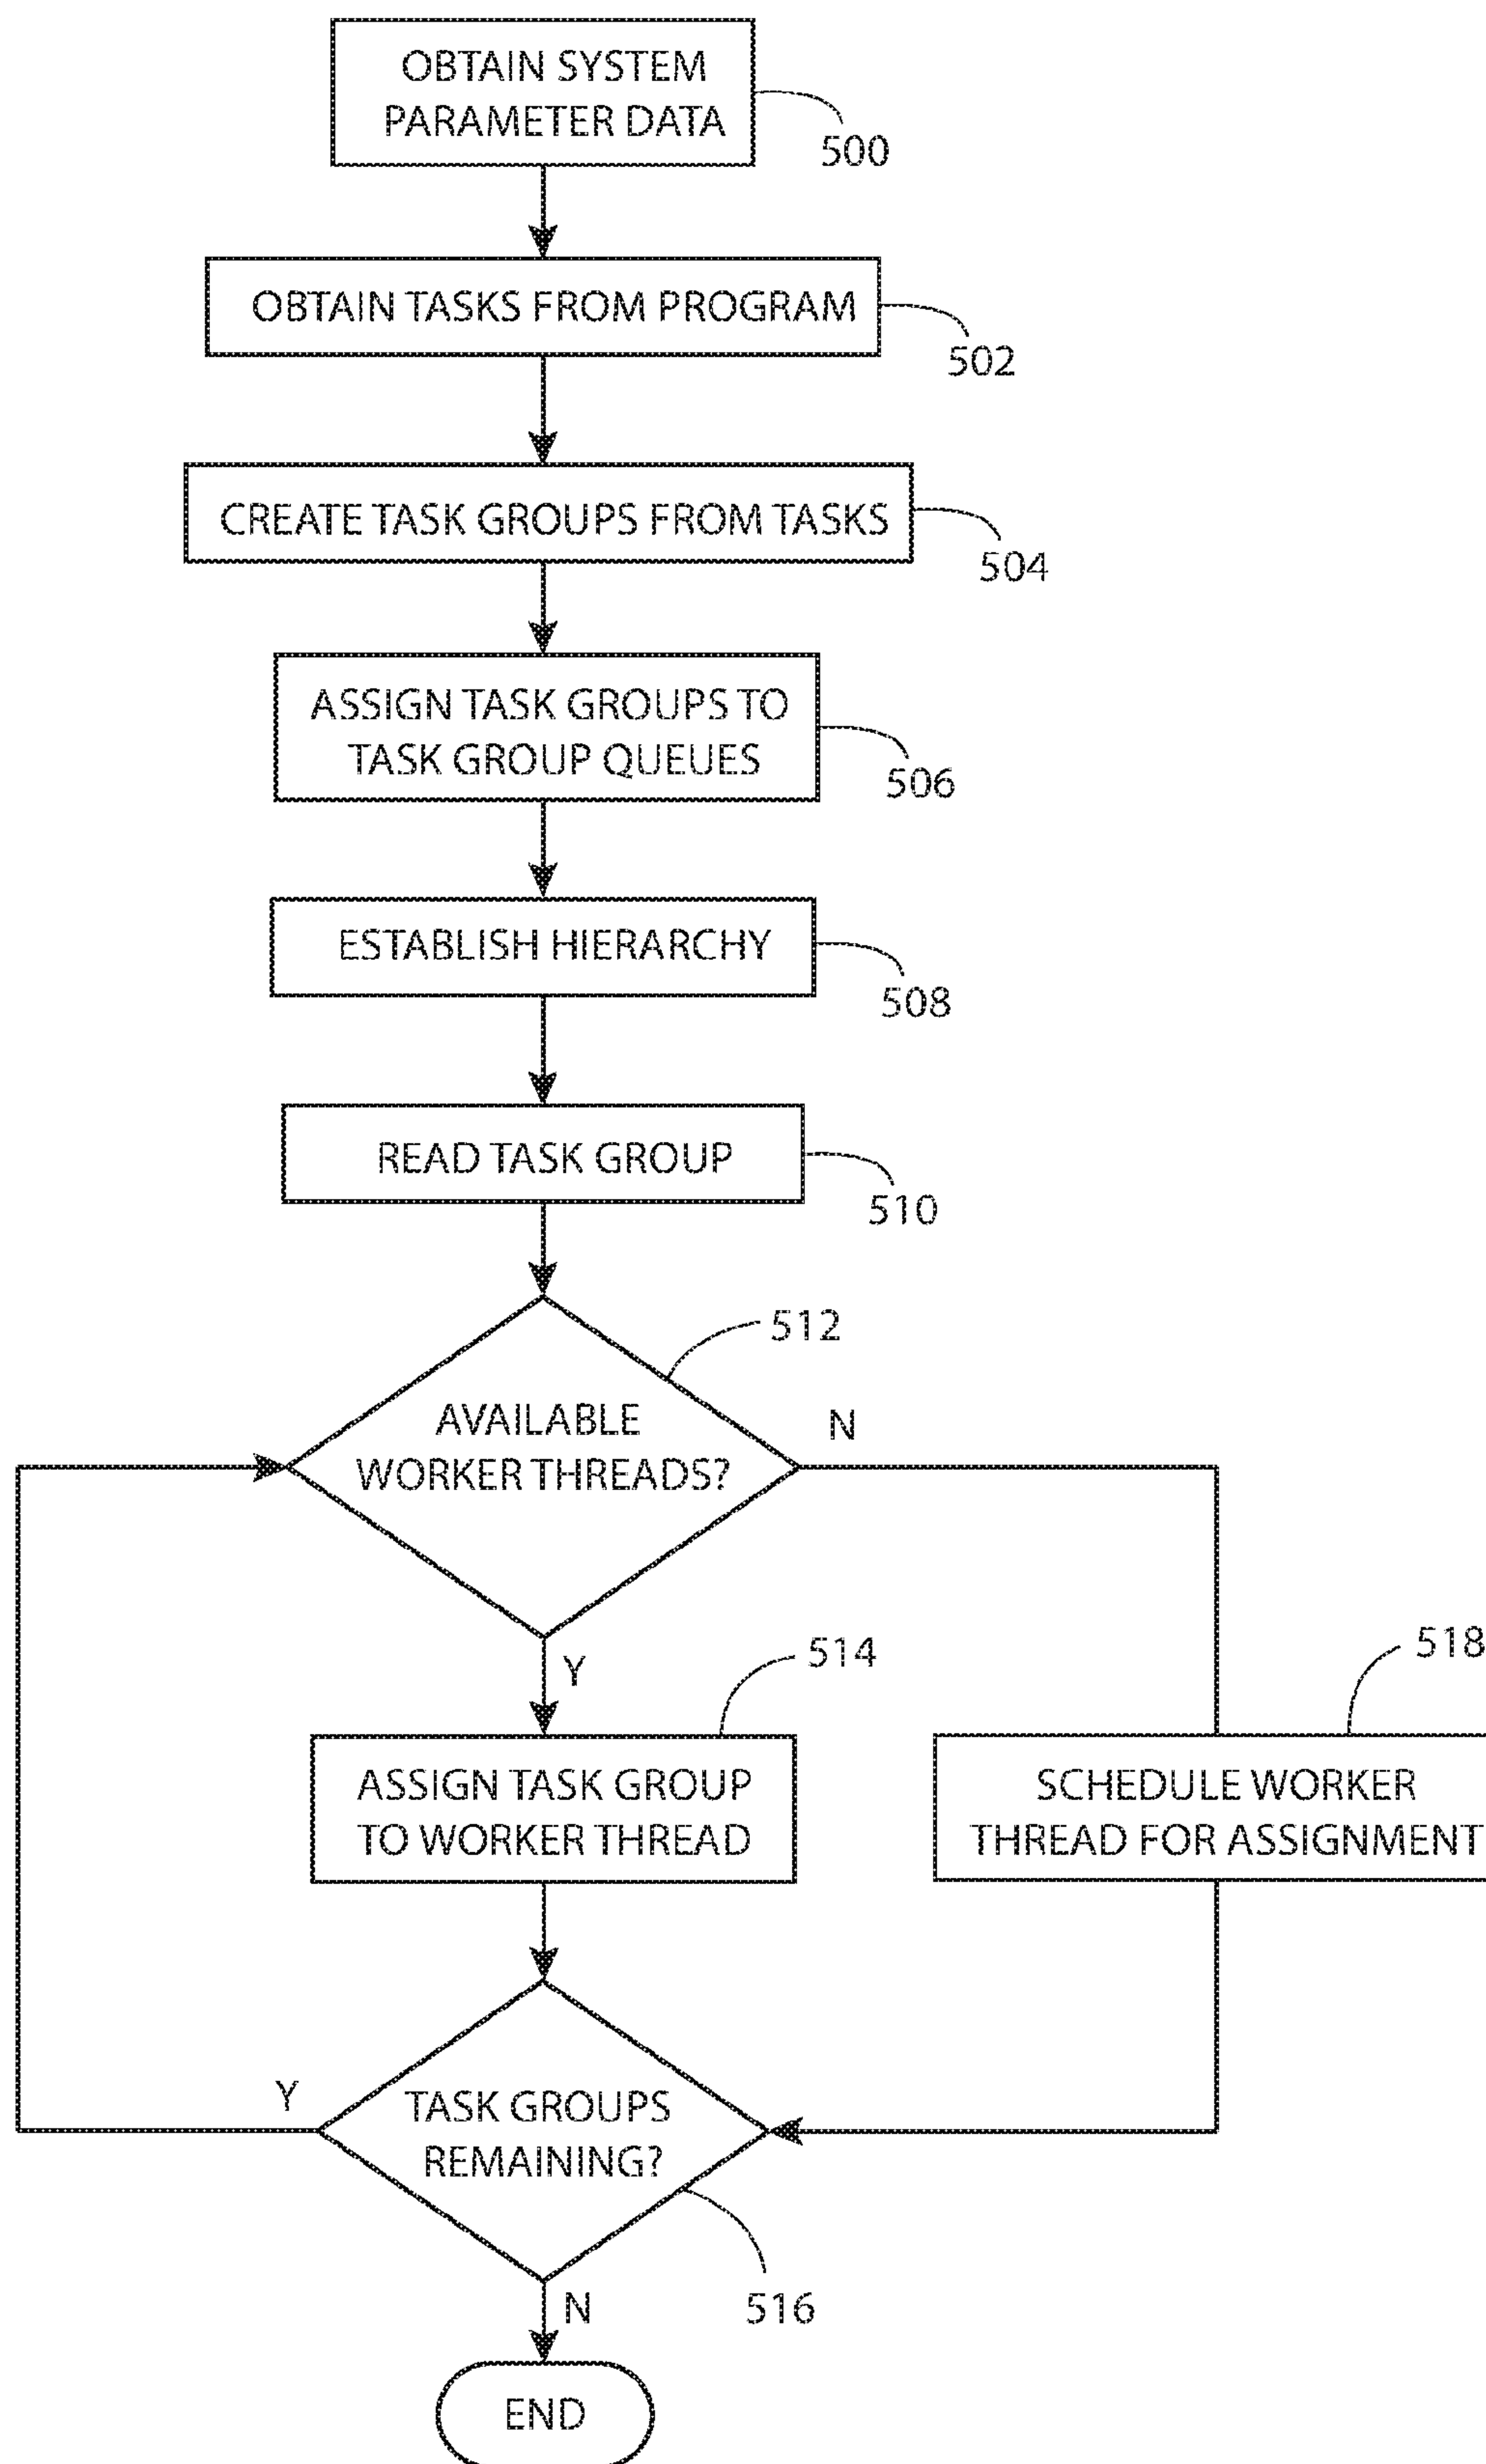 OBTAIN SYSTEM
PARAMETER DATA
500
OBTAIN TASKS FROM PROGRAM
502
CREATE TASK GROUPS FROM TASKS
504
ASSIGN TASK GROUPS TO
TASK GROUP QUEUES
506
ESTABLISH HIERARCHY
508
READ TASK GROUP
510
512
AVAILABLE
WORKER THREADS?
N
Y
514
ASSIGN TASK GROUP
TO WORKER THREAD
518
SCHEDULE WORKER
THREAD FOR ASSIGNMENT
Y
TASK GROUPS
REMAINING?
516
N
END